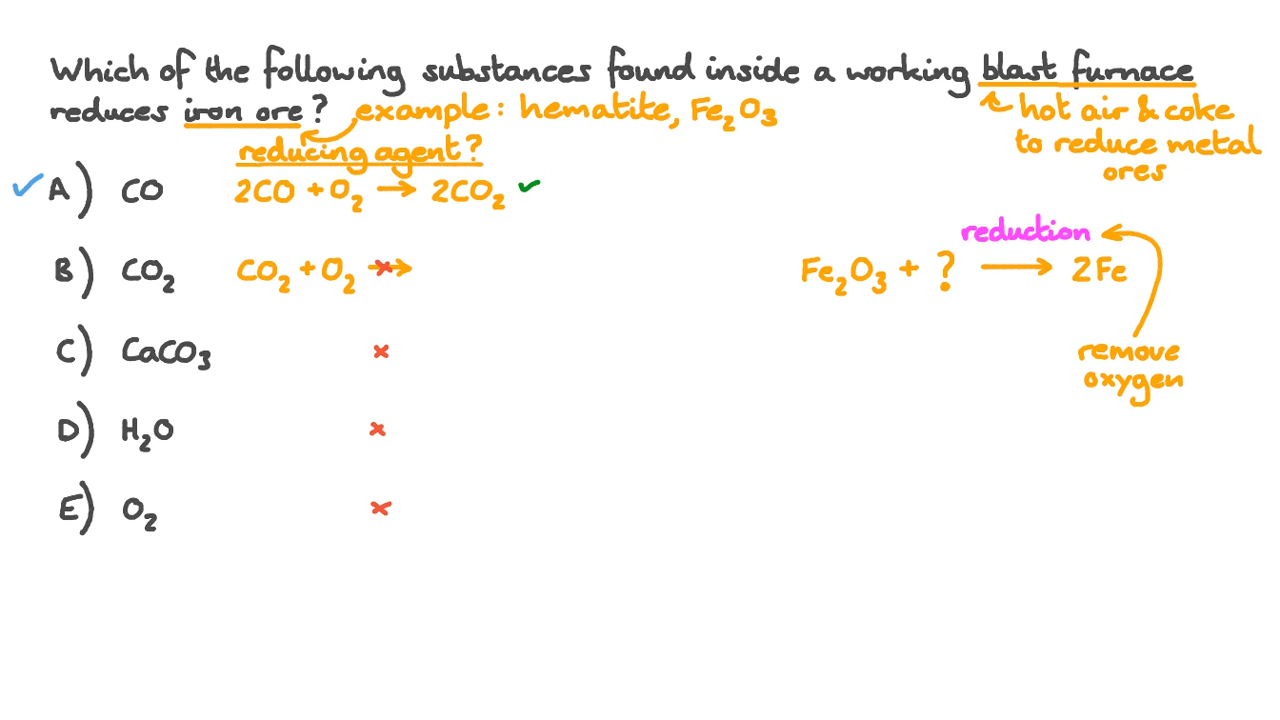 Which of the following substances found inside a working blast furnace
reduces iron ore? example: hematite, Fe₂O₃
hot air & coke
to reduce metal
ores
reducing agent?
A) CO 2CO + O₂ → 2CO₂
B) CO₂ CO₂ + O₂ →
C) CaCO₃
D) H₂O
E) O₂
reduction
Fe₂O₃ + ? → 2Fe
remove
oxygen